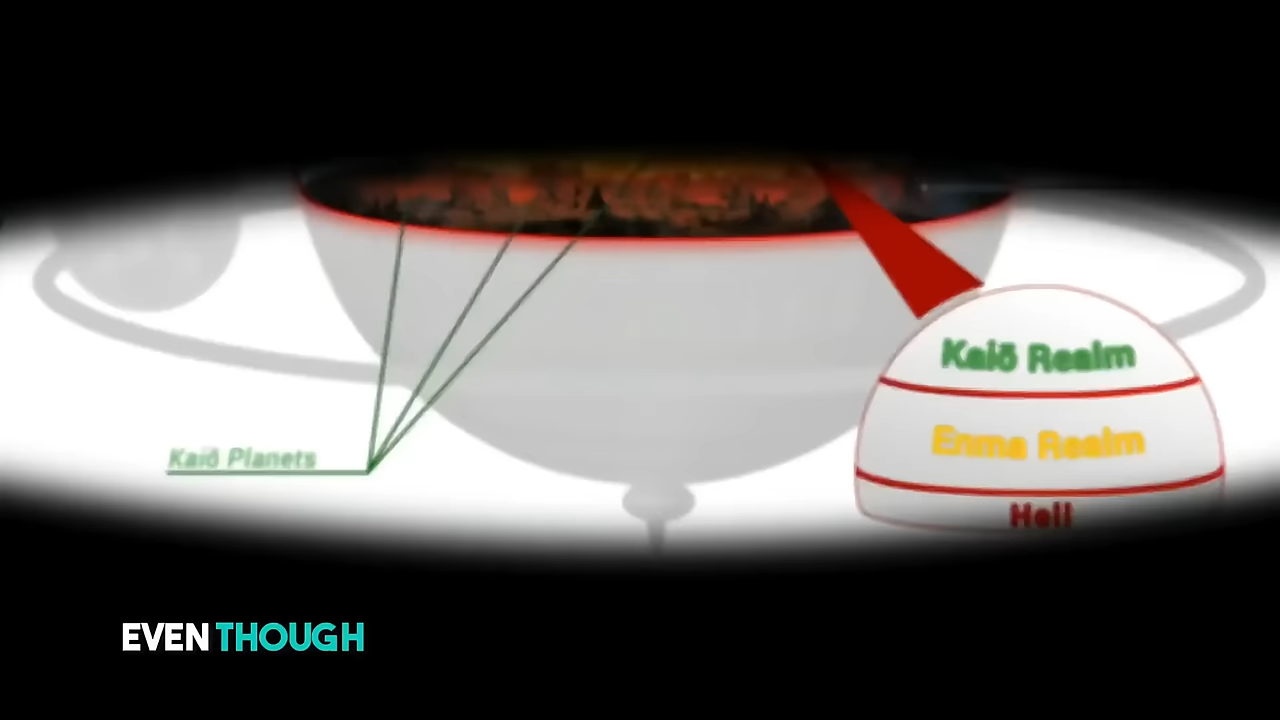 Kaiō Realm
Enma Realm
Kaiō Planets
Hell
EVEN THOUGH